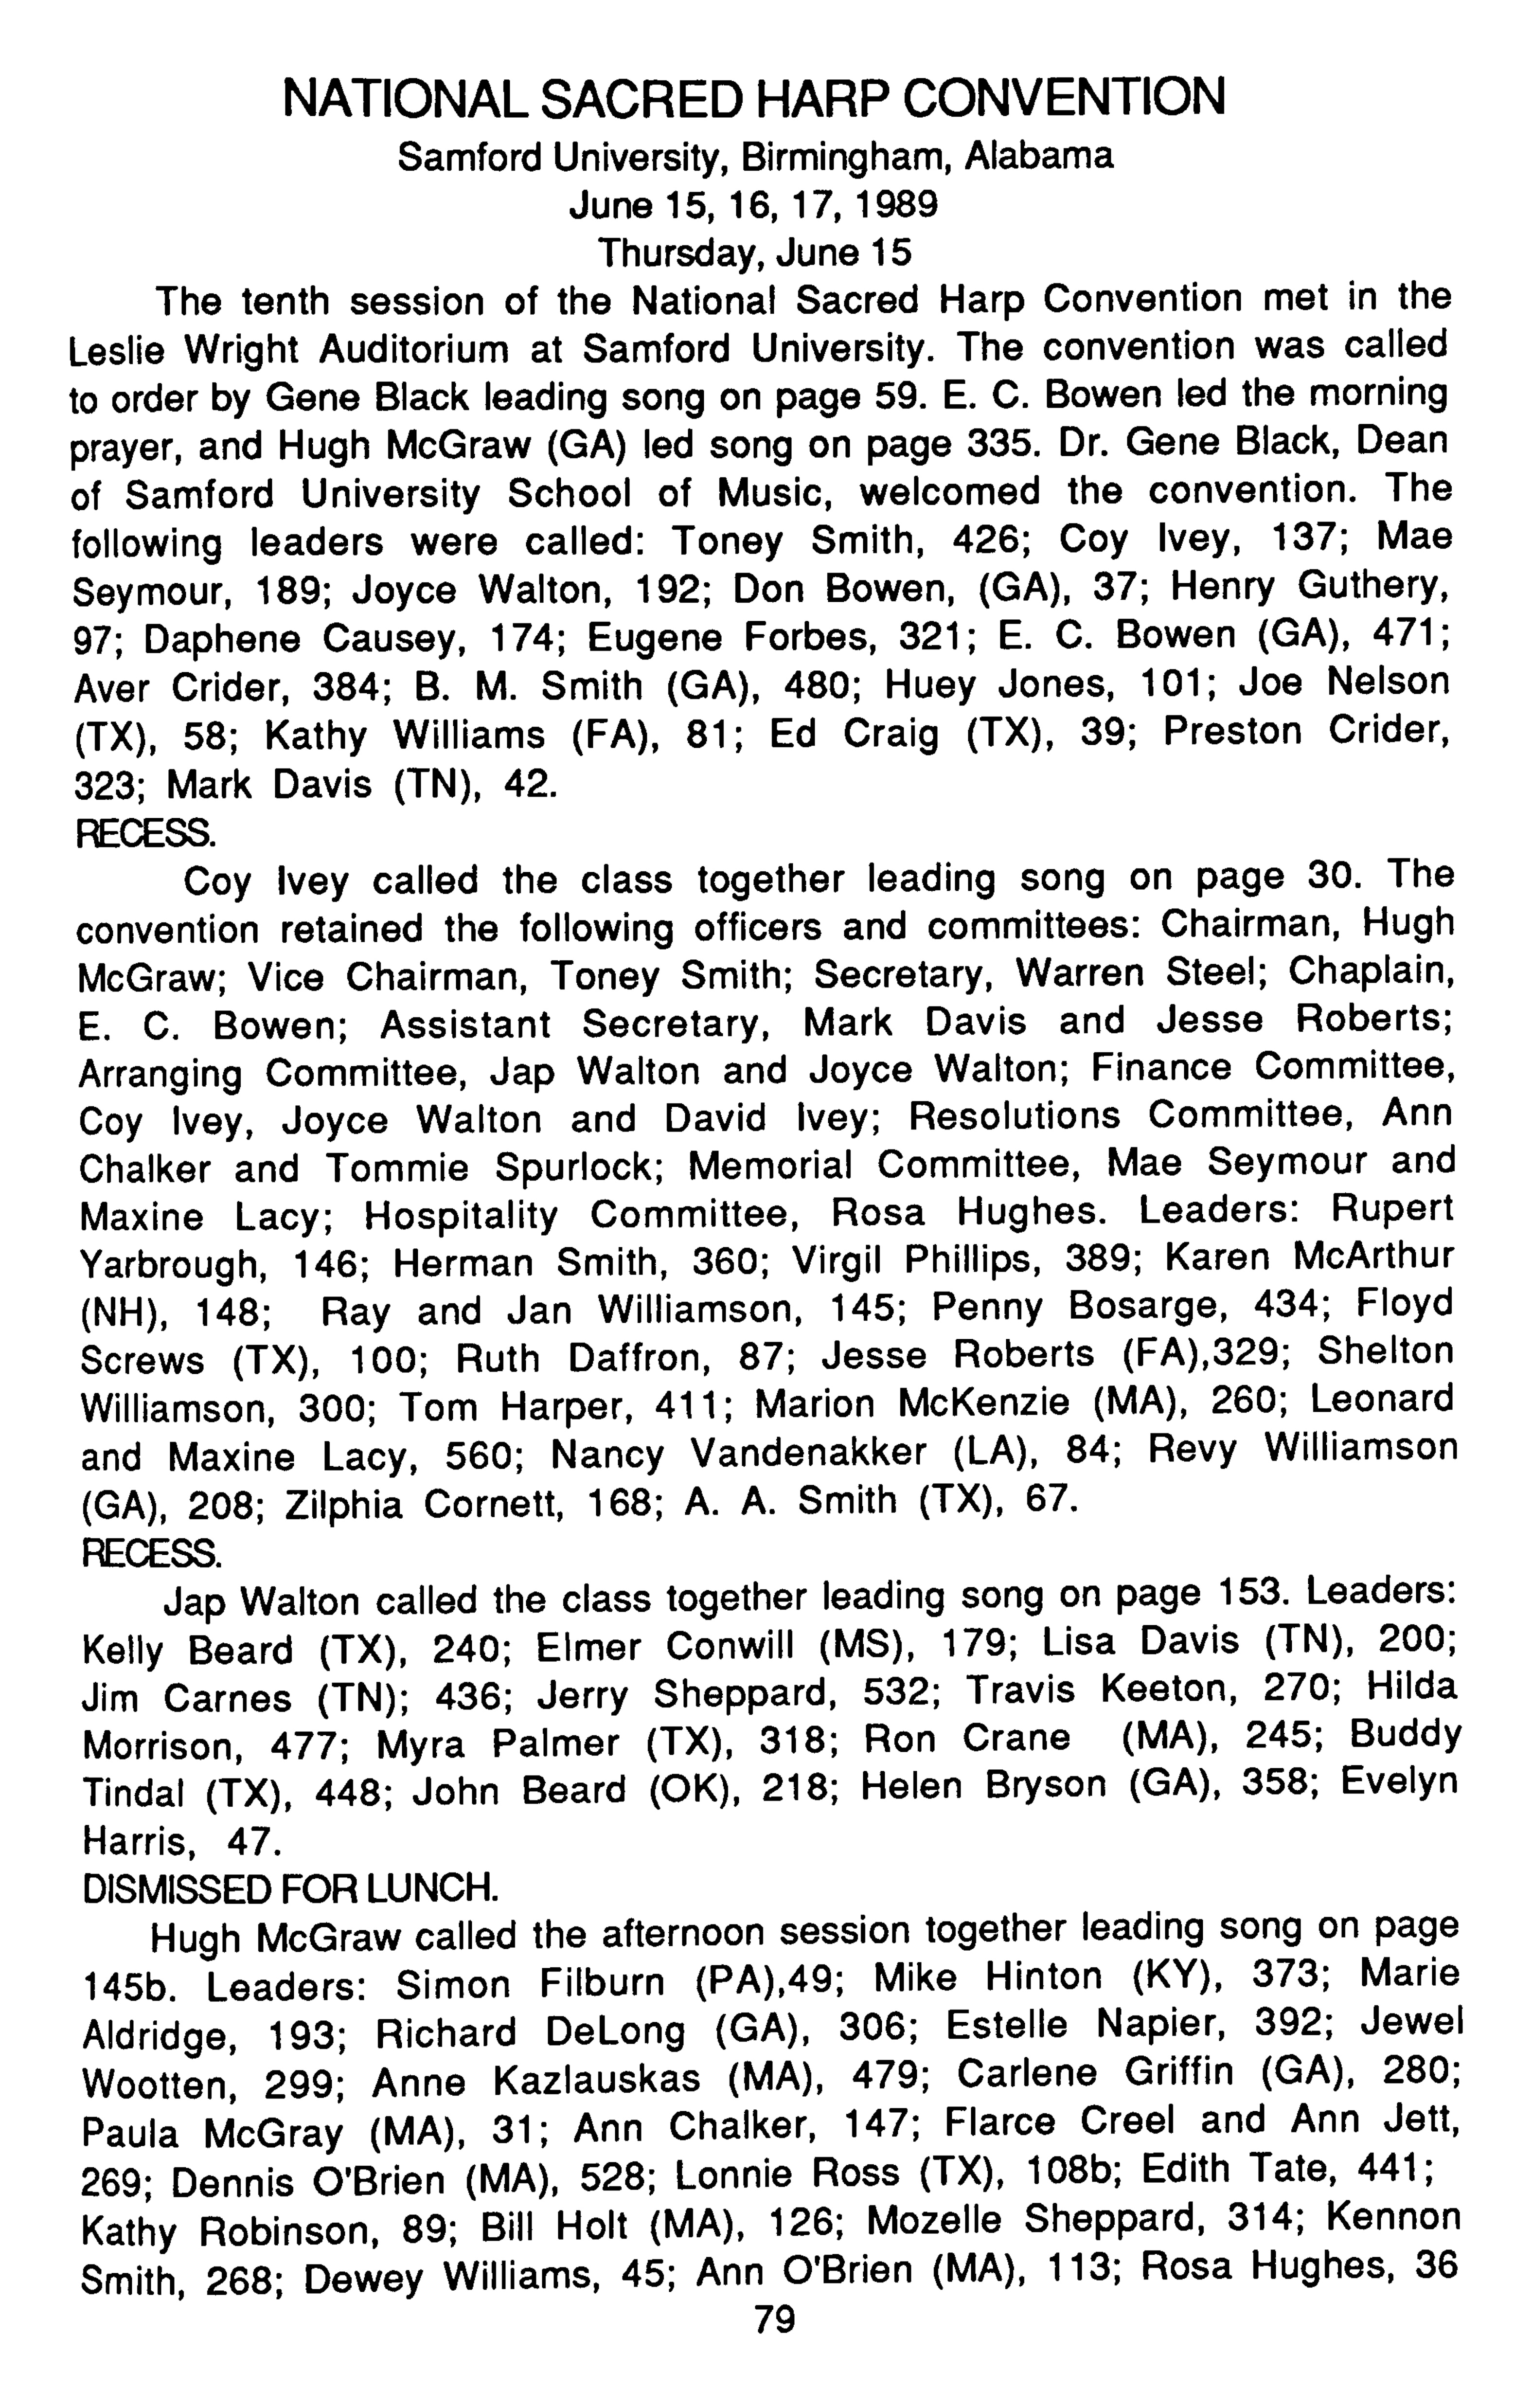 NATIONAL SACRED HARP CONVENTION
Samford University, Birmingham, Alabama
June 15, 16, 17, 1989
Thursday, June 15
The tenth session of the National Sacred Harp Convention met in the
Leslie Wright Auditorium at Samford University. The convention was called
to order by Gene Black leading song on page 59. E. C. Bowen led the morning
prayer, and Hugh McGraw (GA) led song on page 335. Dr. Gene Black, Dean
of Samford University School of Music, welcomed the convention. The
following leaders were called: Toney Smith, 426; Coy Ivey, 137; Mae
Seymour, 189; Joyce Walton, 192; Don Bowen, (GA), 37; Henry Guthery,
97; Daphene Causey, 174; Eugene Forbes, 321; E. C. Bowen (GA), 471;
Aver Crider, 384; B. M. Smith (GA), 480; Huey Jones, 101; Joe Nelson
(TX), 58; Kathy Williams (FA), 81; Ed Craig (TX), 39; Preston Crider,
323; Mark Davis (TN), 42.
RECESS.
Coy Ivey called the class together leading song on page 30. The
convention retained the following officers and committees: Chairman, Hugh
McGraw; Vice Chairman, Toney Smith; Secretary, Warren Steel; Chaplain,
E. C. Bowen; Assistant Secretary, Mark Davis and Jesse Roberts;
Arranging Committee, Jap Walton and Joyce Walton; Finance Committee,
Coy Ivey, Joyce Walton and David Ivey; Resolutions Committee, Ann
Chalker and Tommie Spurlock; Memorial Committee, Mae Seymour and
Maxine Lacy; Hospitality Committee, Rosa Hughes. Leaders: Rupert
Yarbrough, 146; Herman Smith, 360; Virgil Phillips, 389; Karen McArthur
(NH), 148; Ray and Jan Williamson, 145; Penny Bosarge, 434; Floyd
Screws (TX), 100; Ruth Daffron, 87; Jesse Roberts (FA),329; Shelton
Williamson, 300; Tom Harper, 411; Marion McKenzie (MA), 260; Leonard
and Maxine Lacy, 560; Nancy Vandenakker (LA), 84; Revy Williamson
(GA), 208; Zilphia Cornett, 168; A. A. Smith (TX), 67.
RECESS.
Jap Walton called the class together leading song on page 153. Leaders:
Kelly Beard (TX), 240; Elmer Conwill (MS), 179; Lisa Davis (TN), 200;
Jim Carnes (TN); 436; Jerry Sheppard, 532; Travis Keeton, 270; Hilda
Morrison, 477; Myra Palmer (TX), 318; Ron Crane (MA), 245; Buddy
Tindal (TX), 448; John Beard (OK), 218; Helen Bryson (GA), 358; Evelyn
Harris, 47.
DISMISSED FOR LUNCH.
Hugh McGraw called the afternoon session together leading song on page
145b. Leaders: Simon Filburn (PA),49; Mike Hinton (KY), 373; Marie
Aldridge, 193; Richard DeLong (GA), 306; Estelle Napier, 392; Jewel
Wootten, 299; Anne Kazlauskas (MA), 479; Carlene Griffin (GA), 280;
Paula McGray (MA), 31; Ann Chalker, 147; Flarce Creel and Ann Jett,
269; Dennis O'Brien (MA), 528; Lonnie Ross (TX), 108b; Edith Tate, 441;
Kathy Robinson, 89; Bill Holt (MA), 126; Mozelle Sheppard, 314; Kennon
Smith, 268; Dewey Williams, 45; Ann O'Brien (MA), 113; Rosa Hughes, 36
79